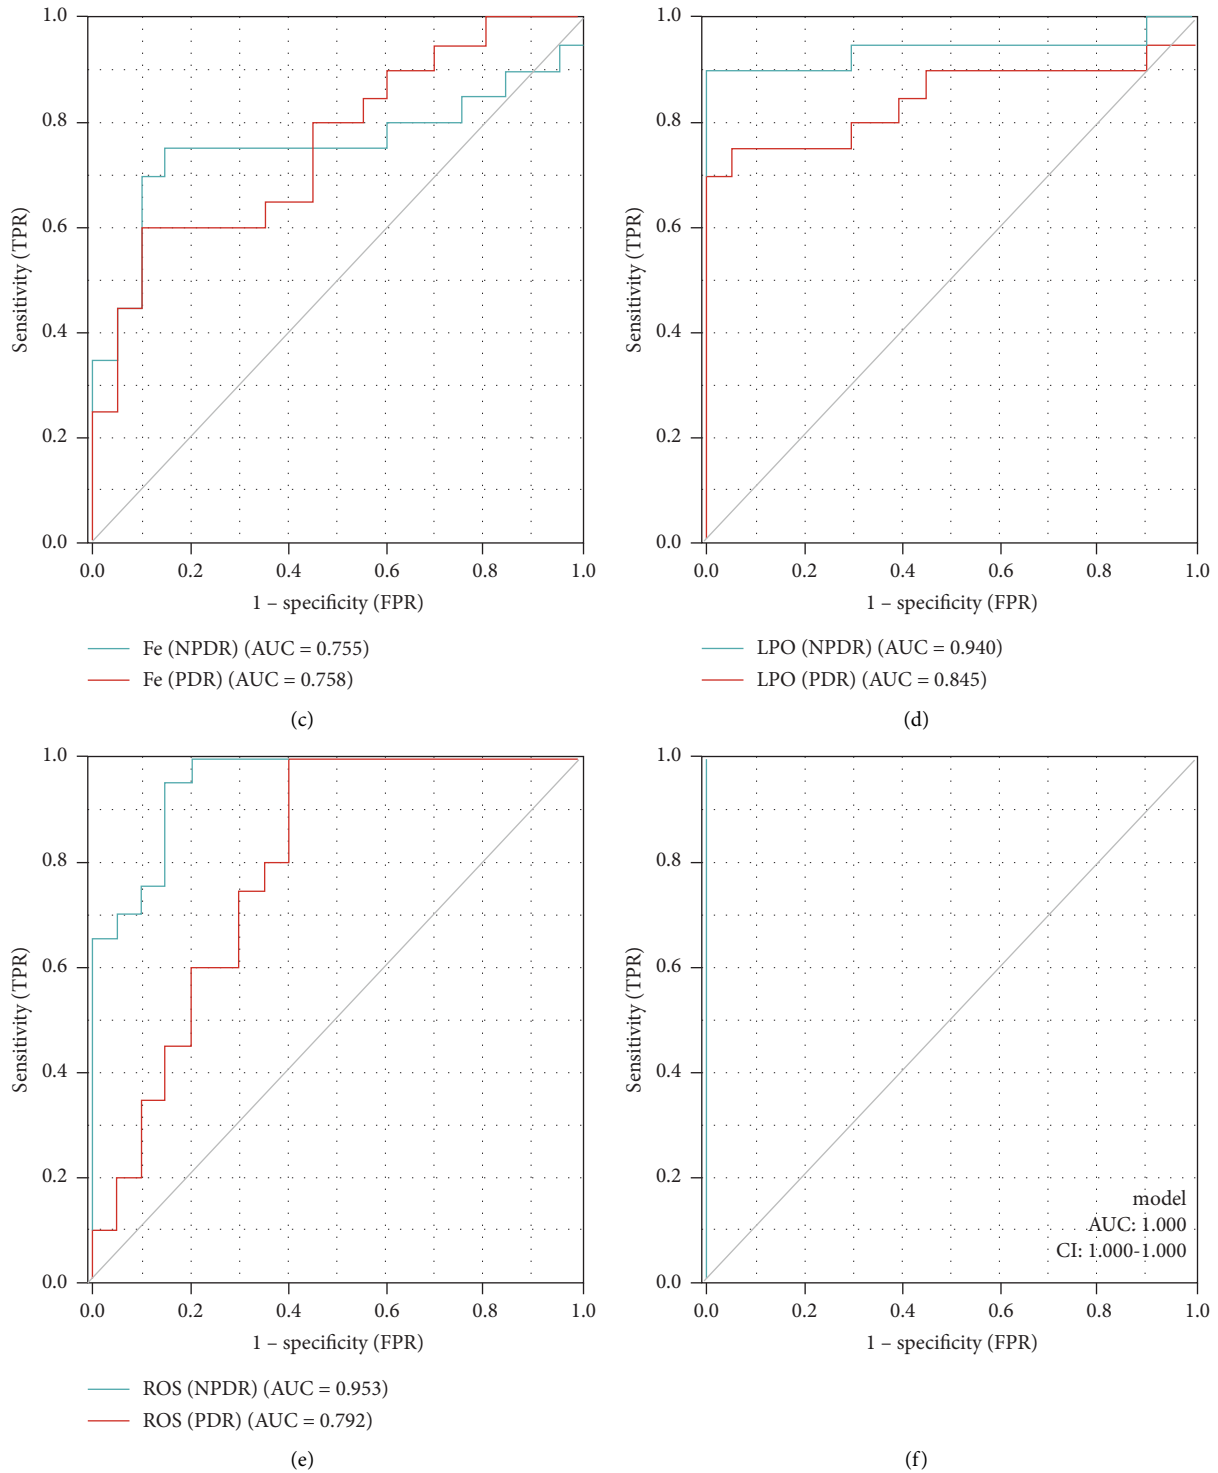 1.0
0.8
0.6
0.4
0.2
0.0
Sensitivity (TPR)
0.0 0.2 0.4 0.6 0.8 1.0
1 – specificity (FPR)
Fe (NPDR) (AUC = 0.755)
Fe (PDR) (AUC = 0.758)
(c)
1.0
0.8
0.6
0.4
0.2
0.0
Sensitivity (TPR)
0.0 0.2 0.4 0.6 0.8 1.0
1 – specificity (FPR)
LPO (NPDR) (AUC = 0.940)
LPO (PDR) (AUC = 0.845)
(d)
1.0
0.8
0.6
0.4
0.2
0.0
Sensitivity (TPR)
0.0 0.2 0.4 0.6 0.8 1.0
1 – specificity (FPR)
ROS (NPDR) (AUC = 0.953)
ROS (PDR) (AUC = 0.792)
(e)
1.0
0.8
0.6
0.4
0.2
0.0
Sensitivity (TPR)
model
AUC: 1.000
CI: 1.000-1.000
0.0 0.2 0.4 0.6 0.8 1.0
1 – specificity (FPR)
(f)